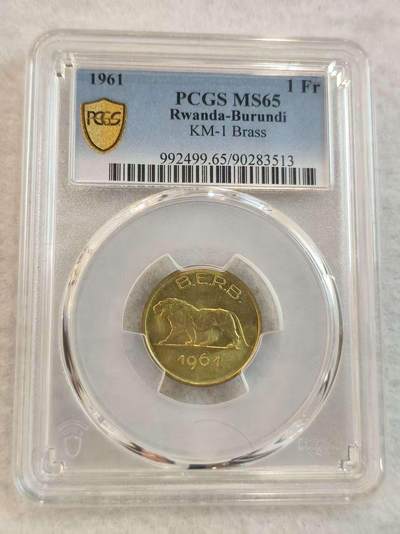 1961 1 Fr
PCGS MS65
Rwanda-Burundi
KM-1 Brass
992499.65/90283513
PCGS
B.E.R.B.
1961